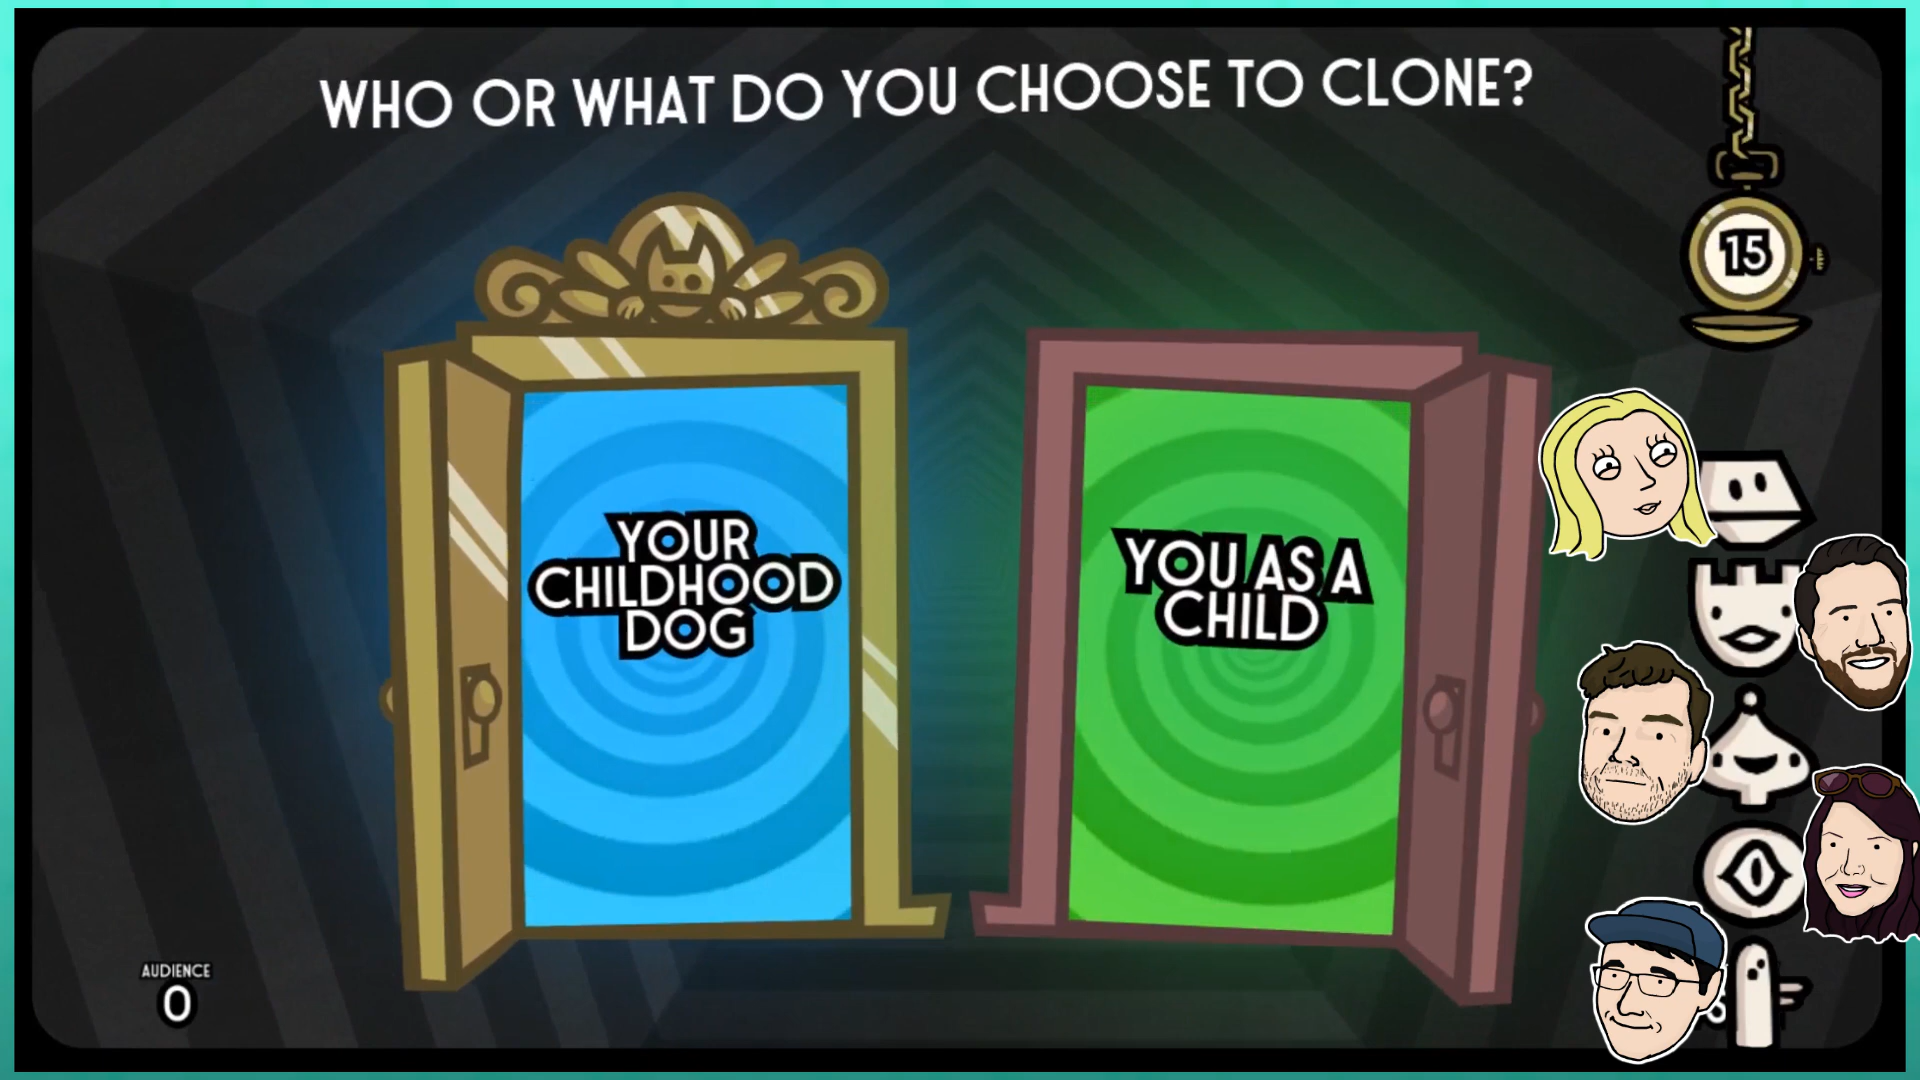 WHO OR WHAT DO YOU CHOOSE TO CLONE?
15
YOUR
CHILDHOOD
DOG
YOU AS A
CHILD
AUDIENCE
0